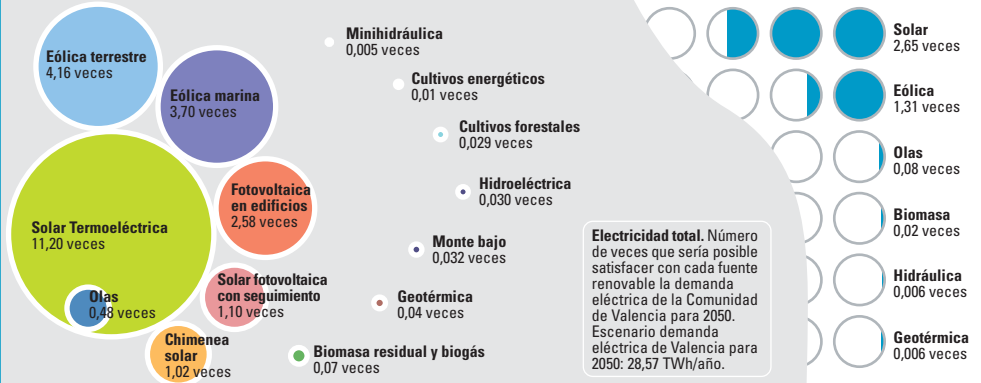 Eólica terrestre
4,16 veces
Eólica marina
3,70 veces
Solar Termoeléctrica
11,20 veces
Fotovoltaica
en edificios
2,58 veces
Olas
0,48 veces
Solar fotovoltaica
con seguimiento
1,10 veces
Chimenea
solar
1,02 veces
Minihidráulica
0,005 veces
Cultivos energéticos
0,01 veces
Cultivos forestales
0,029 veces
Hidroeléctrica
0,030 veces
Monte bajo
0,032 veces
Geotérmica
0,04 veces
Biomasa residual y biogás
0,07 veces
Electricidad total. Número
de veces que sería posible
satisfacer con cada fuente
renovable la demanda
eléctrica de la Comunidad
de Valencia para 2050.
Escenario demanda
eléctrica de Valencia para
2050: 28,57 TWh/año.
Solar
2,65 veces
Eólica
1,31 veces
Olas
0,08 veces
Biomasa
0,02 veces
Hidráulica
0,006 veces
Geotérmica
0,006 veces